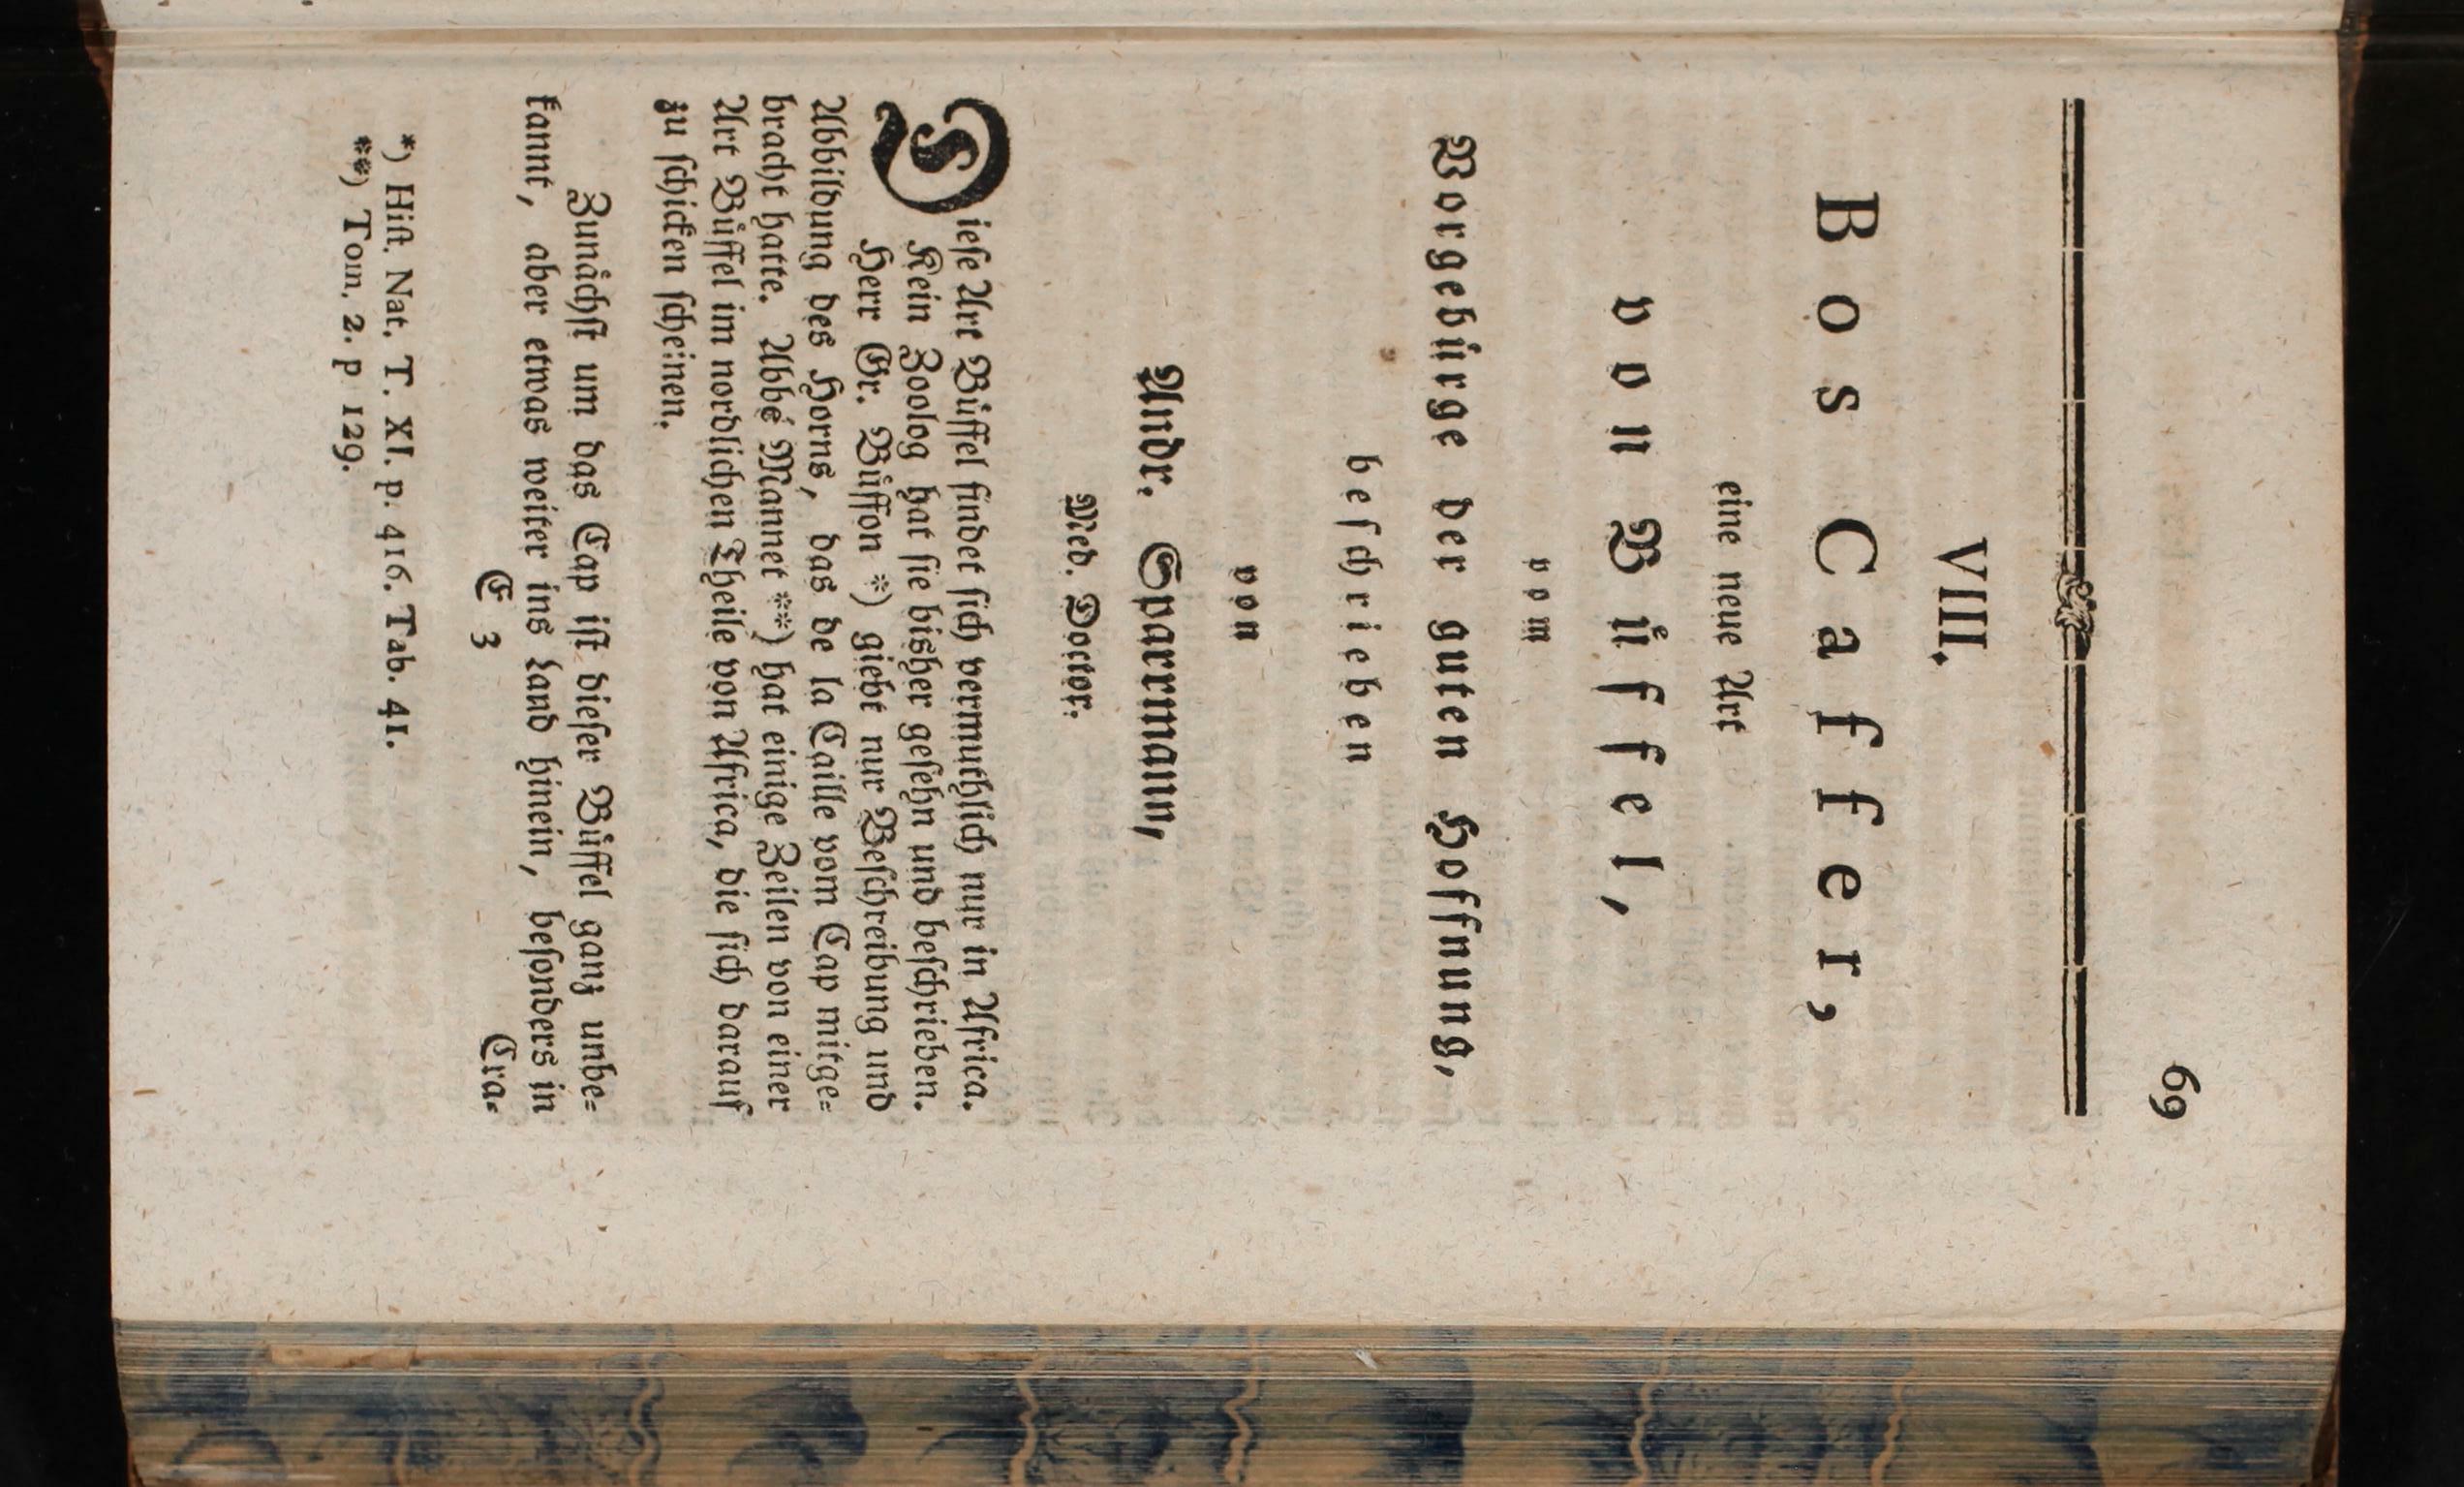 69
VIII.
Bos Caffer,
eine neue Art
von Büffel,
vom
Vorgebürge der guten Hoffnung,
beschrieben
von
Andr. Sparrmann,
Med. Doctor.
Diese Art Büffel findet sich vermuthlich nur in Africa.
Kein Zoolog hat sie bisher gesehn und beschrieben.
Herr Gr. Büffon *) giebt nur Beschreibung und
Abbildung des Horns, das de la Caille vom Cap mitge=
bracht hatte. Abbé Mannet **) hat einige Zeilen von einer
Art Büffel im nordlichen Theile von Africa, die sich darauf
zu schicken scheinen.
Zunächst um das Cap ist dieser Büffel ganz unbe=
kannt, aber etwas weiter ins Land hinein, besonders in
E 3
Cra-
*) Hist. Nat. T. XI. p. 416. Tab. 41.
**) Tom. 2. p 129.